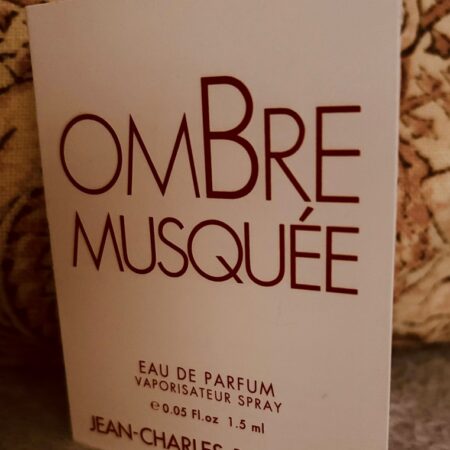 OMBRE
MUSQUÉE
EAU DE PARFUM
VAPORISATEUR SPRAY
℮0.05 Fl.oz 1.5 ml
JEAN-CHARLES